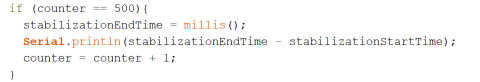 if (counter == 500){
  stabilizationEndTime = millis();
  Serial.println(stabilizationEndTime - stabilizationStartTime);
  counter = counter + 1;
}